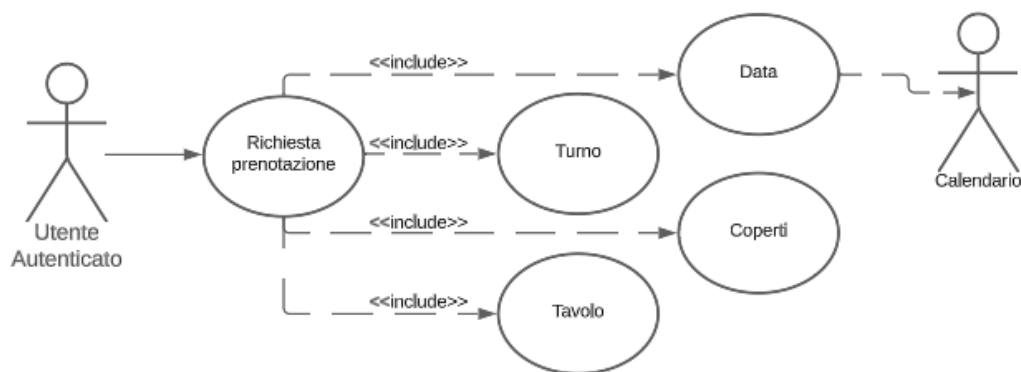 <<include>>
Data
<<include>>
Richiesta
prenotazione
Turno
Calendario
Utente
Autenticato
<<include>>
Coperti
<<include>>
Tavolo